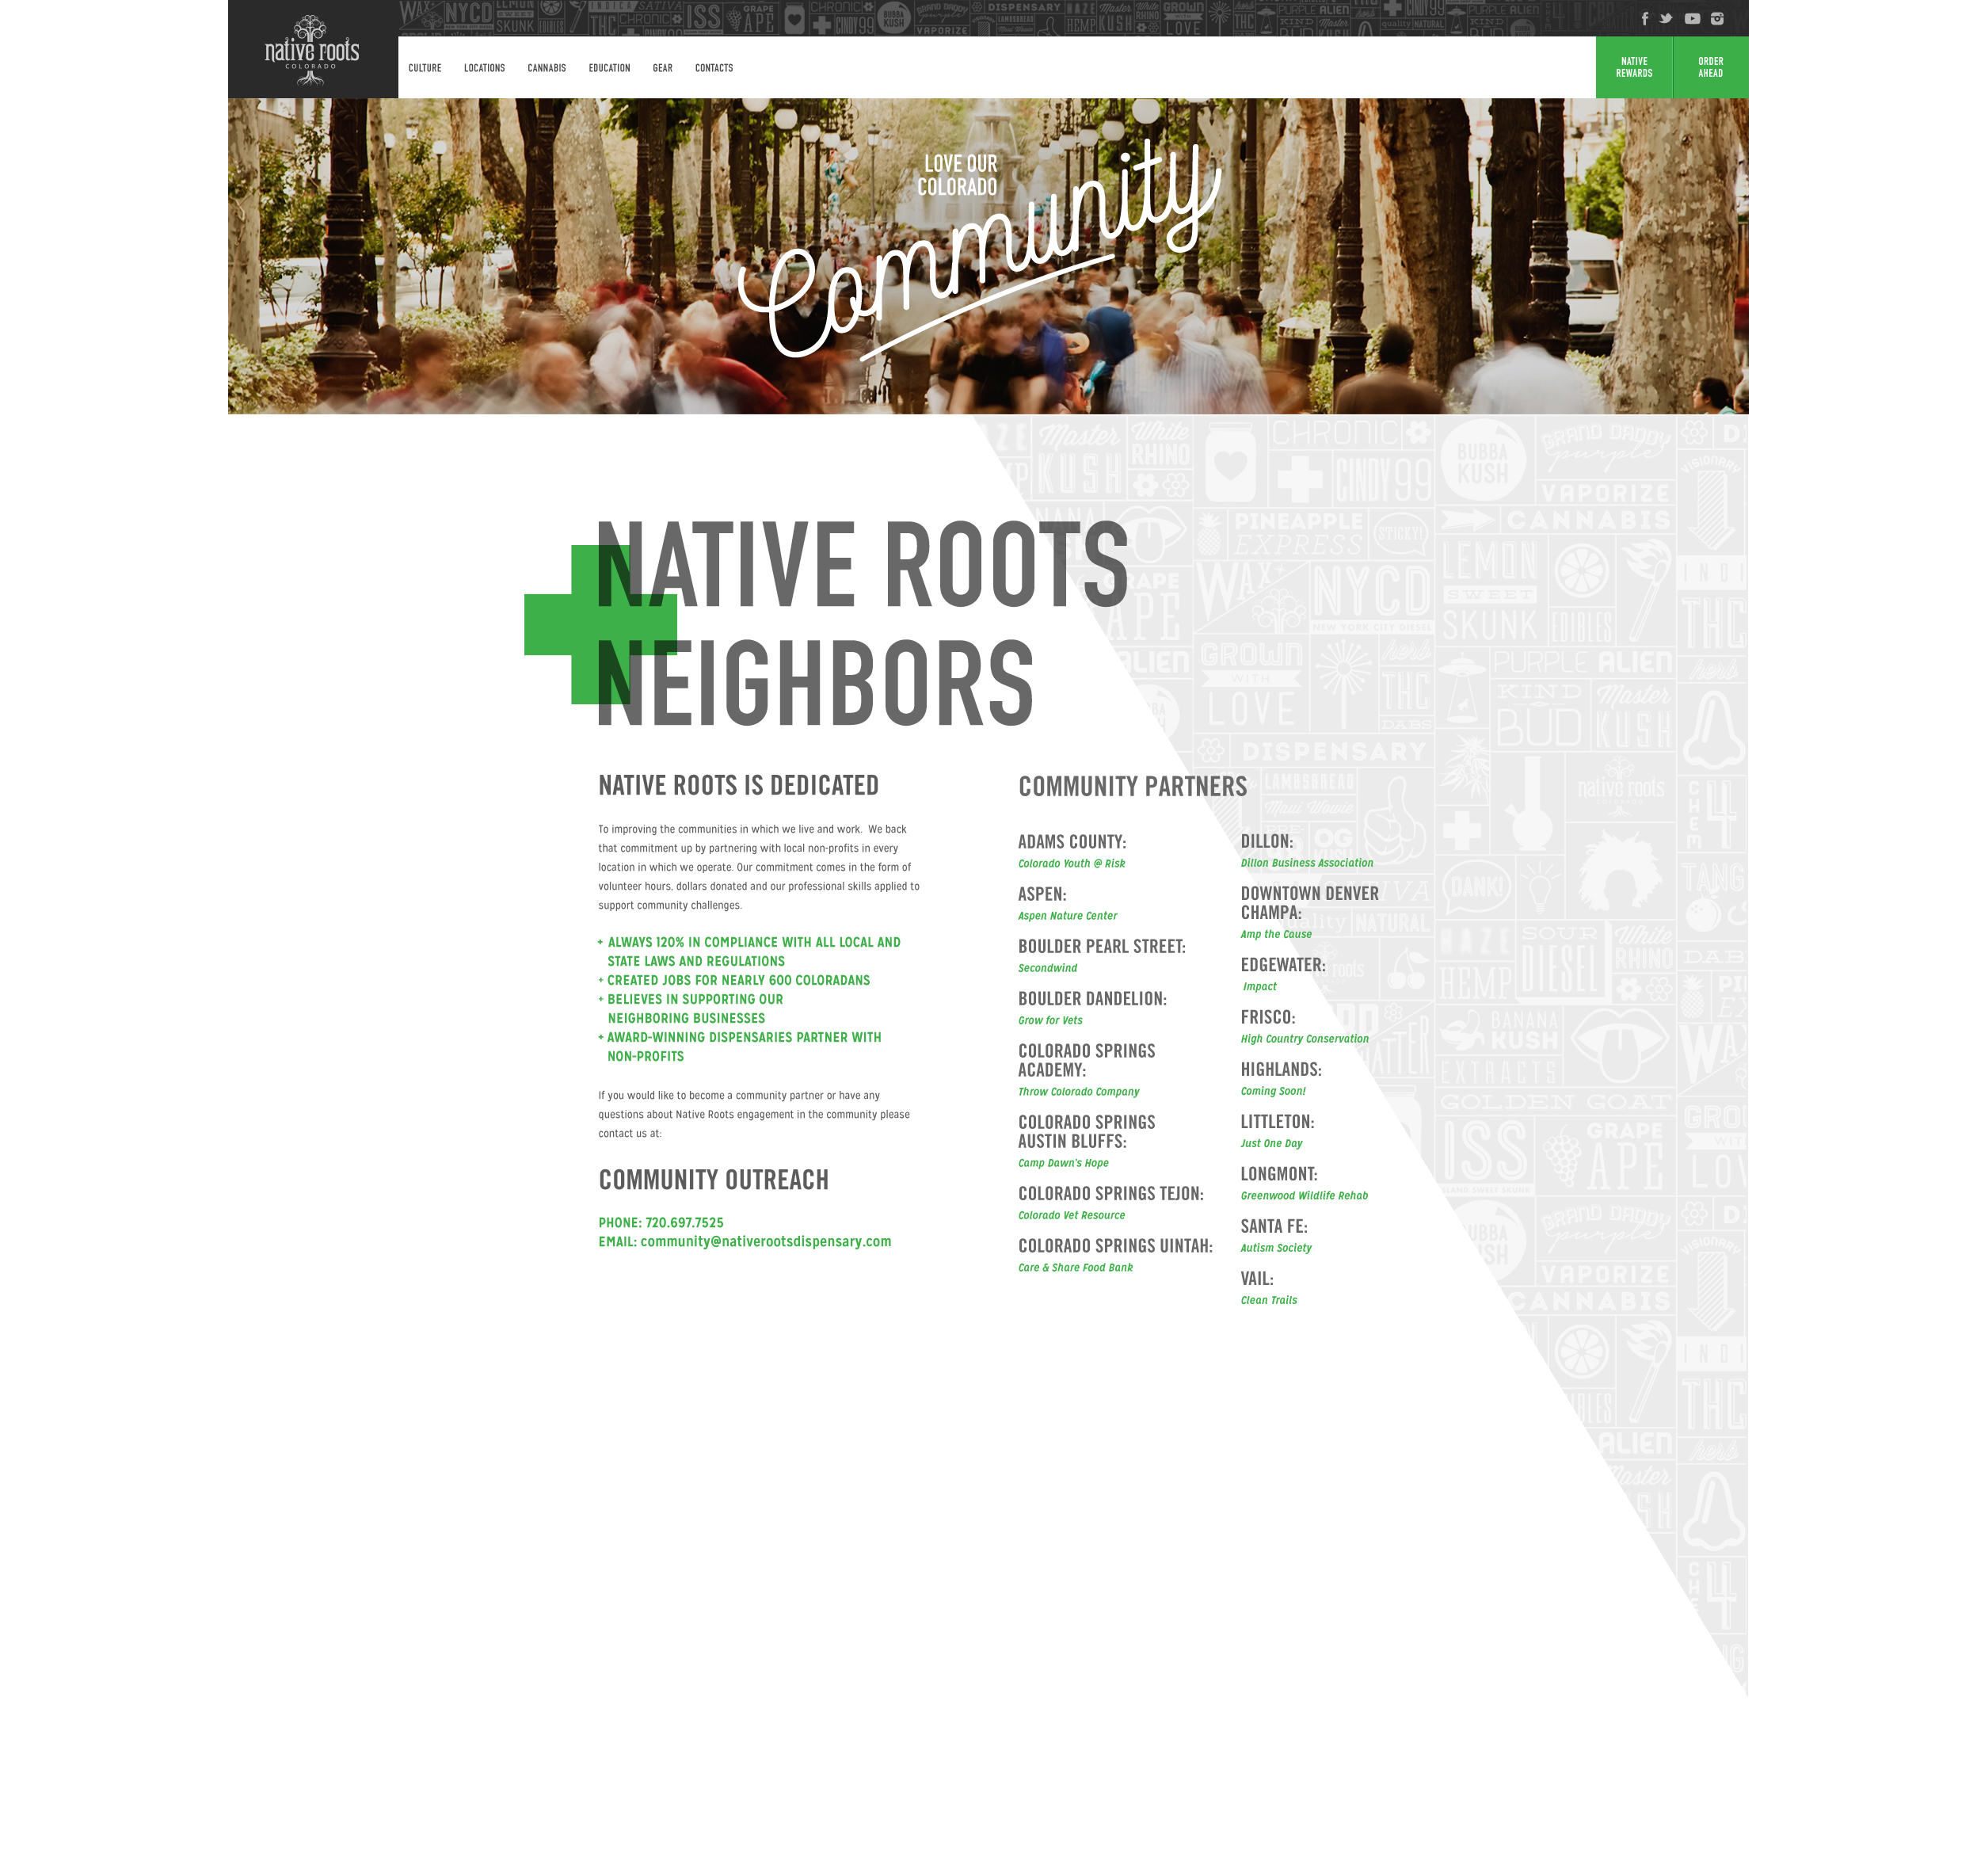 native roots
COLORADO
CULTURE
LOCATIONS
CANNABIS
EDUCATION
GEAR
CONTACTS
NATIVE
REWARDS
ORDER
AHEAD
LOVE OUR
COLORADO
Community
NATIVE ROOTS
NEIGHBORS
NATIVE ROOTS IS DEDICATED
To improving the communities in which we live and work. We back
that commitment up by partnering with local non-profits in every
location in which we operate. Our commitment comes in the form of
volunteer hours, dollars donated and our professional skills applied to
support community challenges.
+ ALWAYS 120% IN COMPLIANCE WITH ALL LOCAL AND
STATE LAWS AND REGULATIONS
+ CREATED JOBS FOR NEARLY 600 COLORADANS
+ BELIEVES IN SUPPORTING OUR
NEIGHBORING BUSINESSES
+ AWARD-WINNING DISPENSARIES PARTNER WITH
NON-PROFITS
If you would like to become a community partner or have any
questions about Native Roots engagement in the community please
contact us at:
COMMUNITY OUTREACH
PHONE: 720.697.7525
EMAIL: community@nativerootsdispensary.com
COMMUNITY PARTNERS
ADAMS COUNTY:
Colorado Youth @ Risk
ASPEN:
Aspen Nature Center
BOULDER PEARL STREET:
Secondwind
BOULDER DANDELION:
Grow for Vets
COLORADO SPRINGS
ACADEMY:
Throw Colorado Company
COLORADO SPRINGS
AUSTIN BLUFFS:
Camp Dawn's Hope
COLORADO SPRINGS TEJON:
Colorado Vet Resource
COLORADO SPRINGS UINTAH:
Care & Share Food Bank
DILLON:
Dillon Business Association
DOWNTOWN DENVER
CHAMPA:
Amp the Cause
EDGEWATER:
Impact
FRISCO:
High Country Conservation
HIGHLANDS:
Coming Soon!
LITTLETON:
Just One Day
LONGMONT:
Greenwood Wildlife Rehab
SANTA FE:
Autism Society
VAIL:
Clean Trails